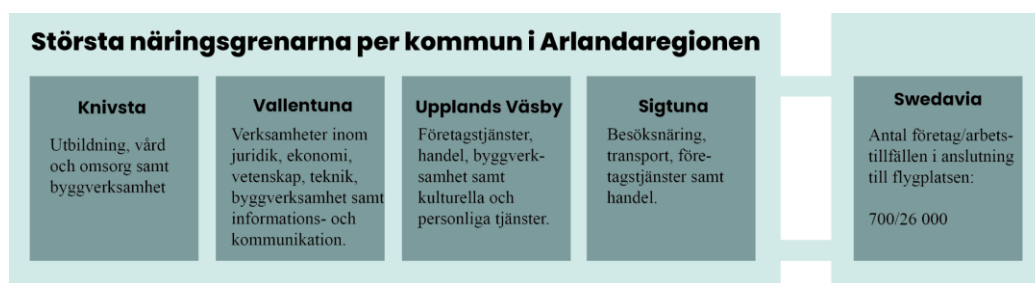 Största näringsgrenarna per kommun i Arlandaregionen
Knivsta
Utbildning, vård
och omsorg samt
byggverksamhet
Vallentuna
Verksamheter inom
juridik, ekonomi,
vetenskap, teknik,
byggverksamhet samt
informations- och
kommunikation.
Upplands Väsby
Företagstjänster,
handel, byggverk-
samhet samt
kulturella och
personliga tjänster.
Sigtuna
Besöksnäring,
transport, före-
tagstjänster samt
handel.
Swedavia
Antal företag/arbets-
tillfällen i anslutning
till flygplatsen:
700/26 000